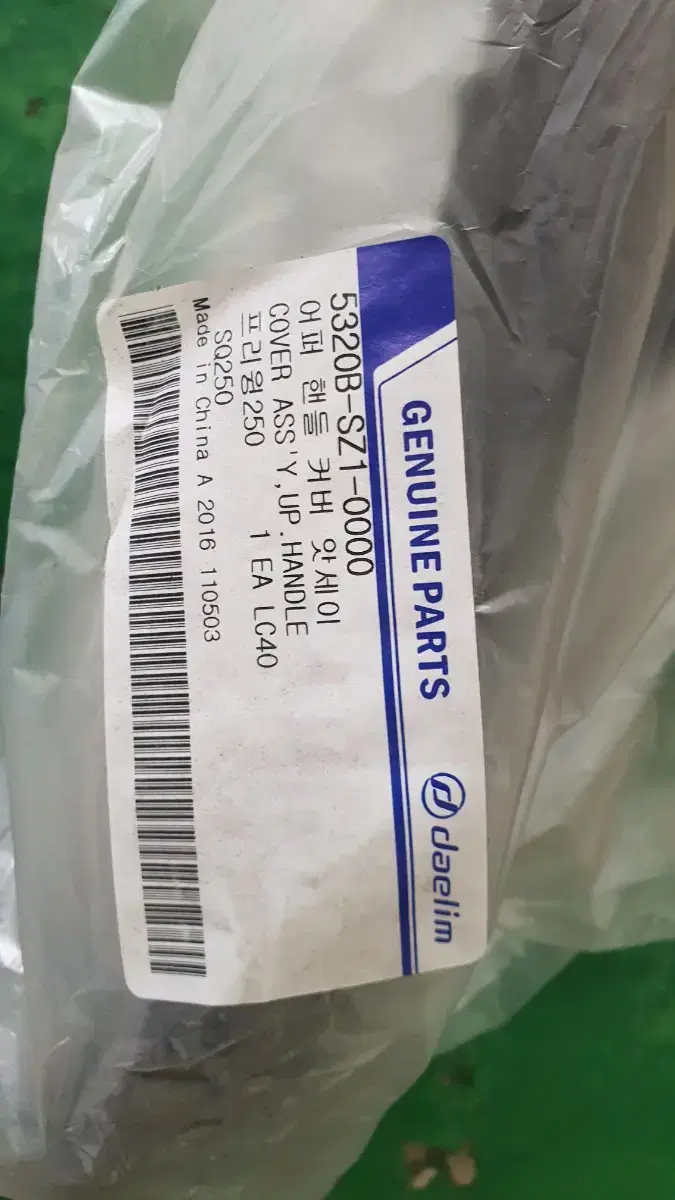 GENUINE PARTS
daelim
5320B-SZ1-0000
어퍼 핸들 커버 앗세이
COVER ASS'Y,UP.HANDLE
프리윙250 1 EA LC40
SQ250
Made in China A 2016 110503